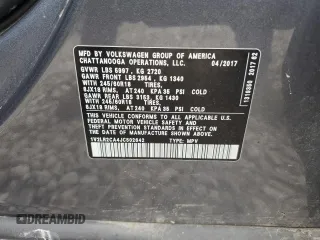 MFD BY VOLKSWAGEN GROUP OF AMERICA
CHATTANOOGA OPERATIONS, LLC. 04/2017
GVWR LBS 5997, KG 2720
GAWR FRONT LBS 2954, KG 1340
WITH 245/60R18 TIRES,
8JX18 RIMS, AT 240 KPA 35 PSI COLD
GAWR REAR LBS 3153, KG 1430
WITH 245/60R18 TIRES,
8JX18 RIMS, AT 240 KPA 35 PSI COLD
THIS VEHICLE CONFORMS TO ALL APPLICABLE FEDERAL
MOTOR VEHICLE SAFETY STANDARDS IN
EFFECT ON THE DATE OF MANUFACTURE
SHOWN ABOVE.
TYPE: MPV
2017 02
DREAMBID